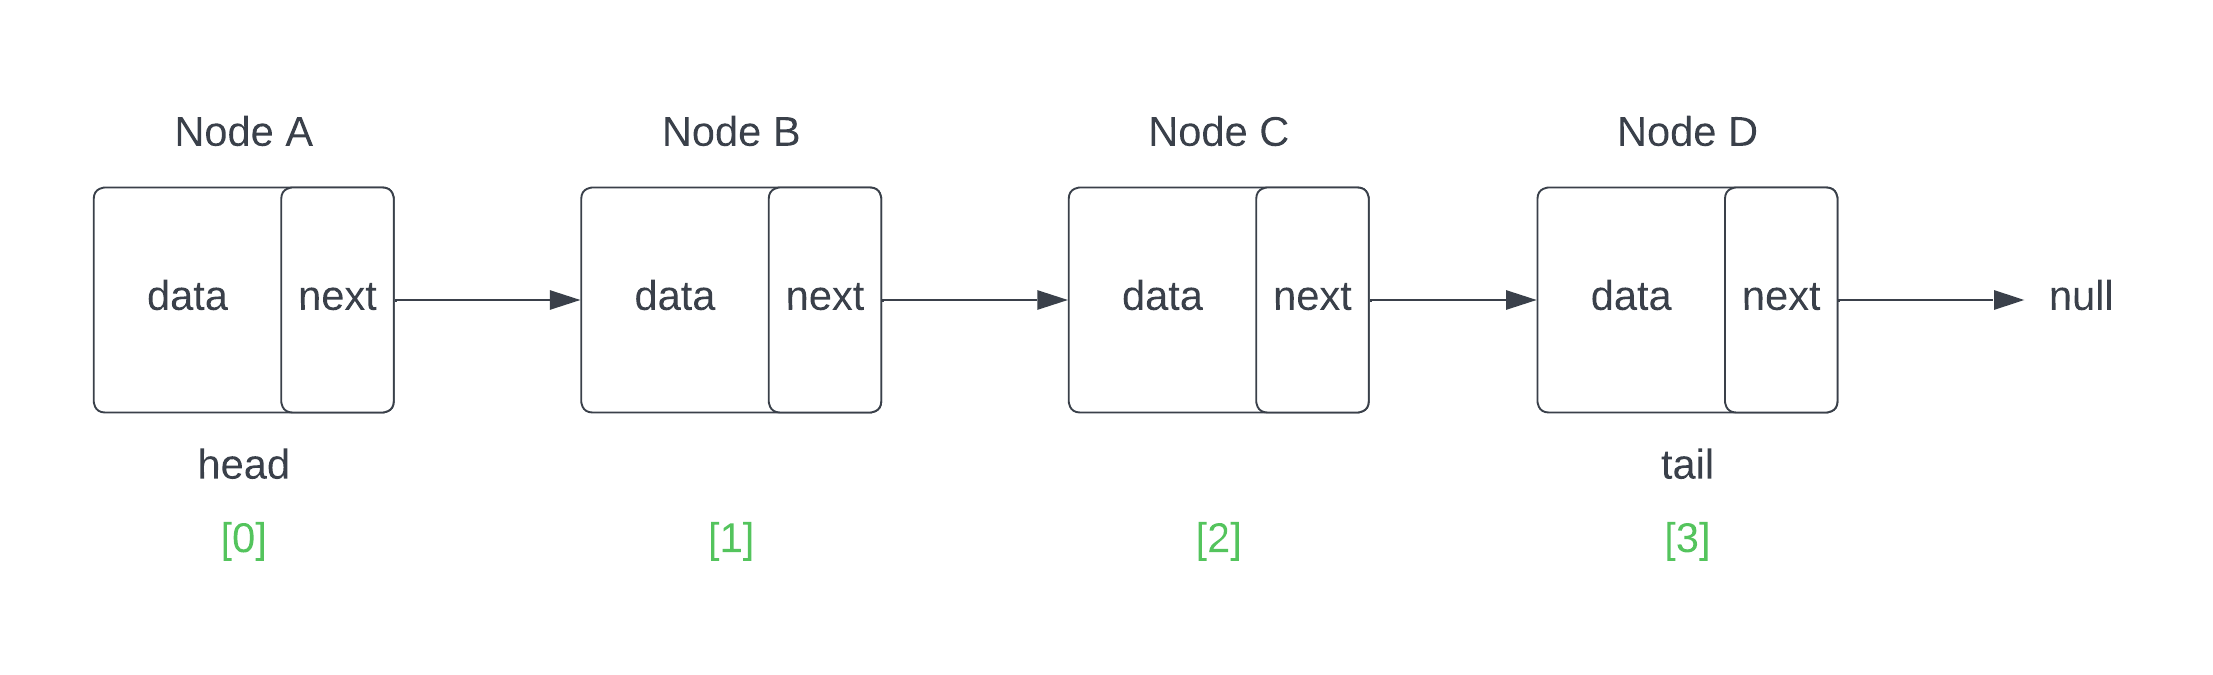 Node A
Node B
Node C
Node D
data
next
data
next
data
next
data
next
null
head
tail
[0]
[1]
[2]
[3]